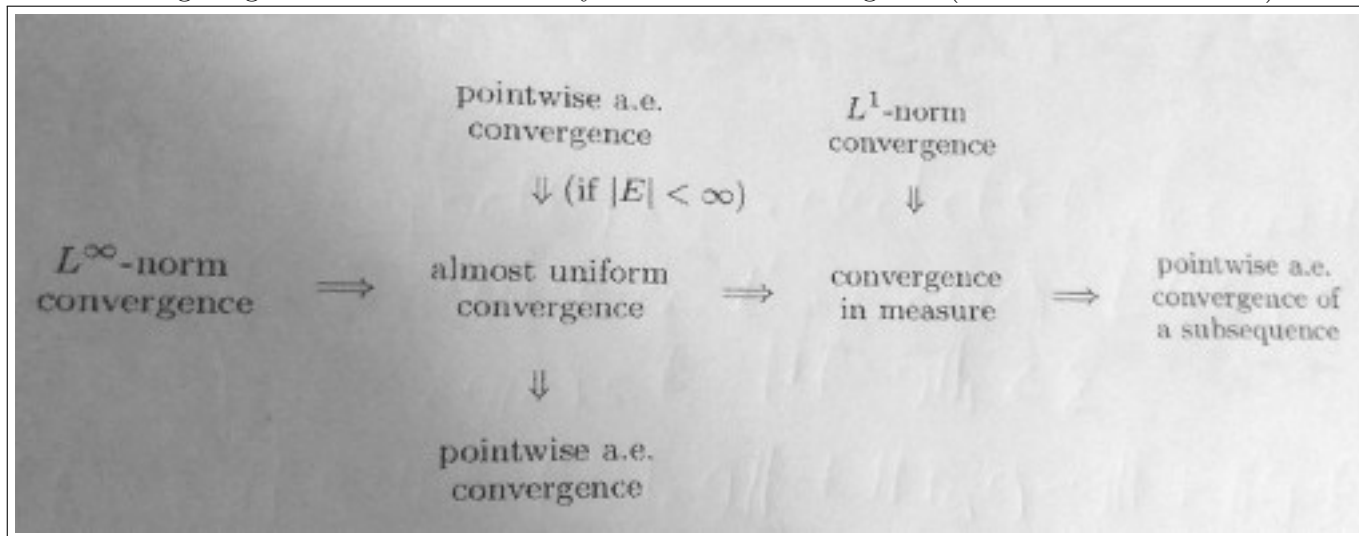 pointwise a.e.
convergence
L^1-norm
convergence
⇓ (if |E| < ∞)
⇓
L^∞-norm
convergence
⟹
almost uniform
convergence
⟹
convergence
in measure
⟹
pointwise a.e.
convergence of
a subsequence
⇓
pointwise a.e.
convergence